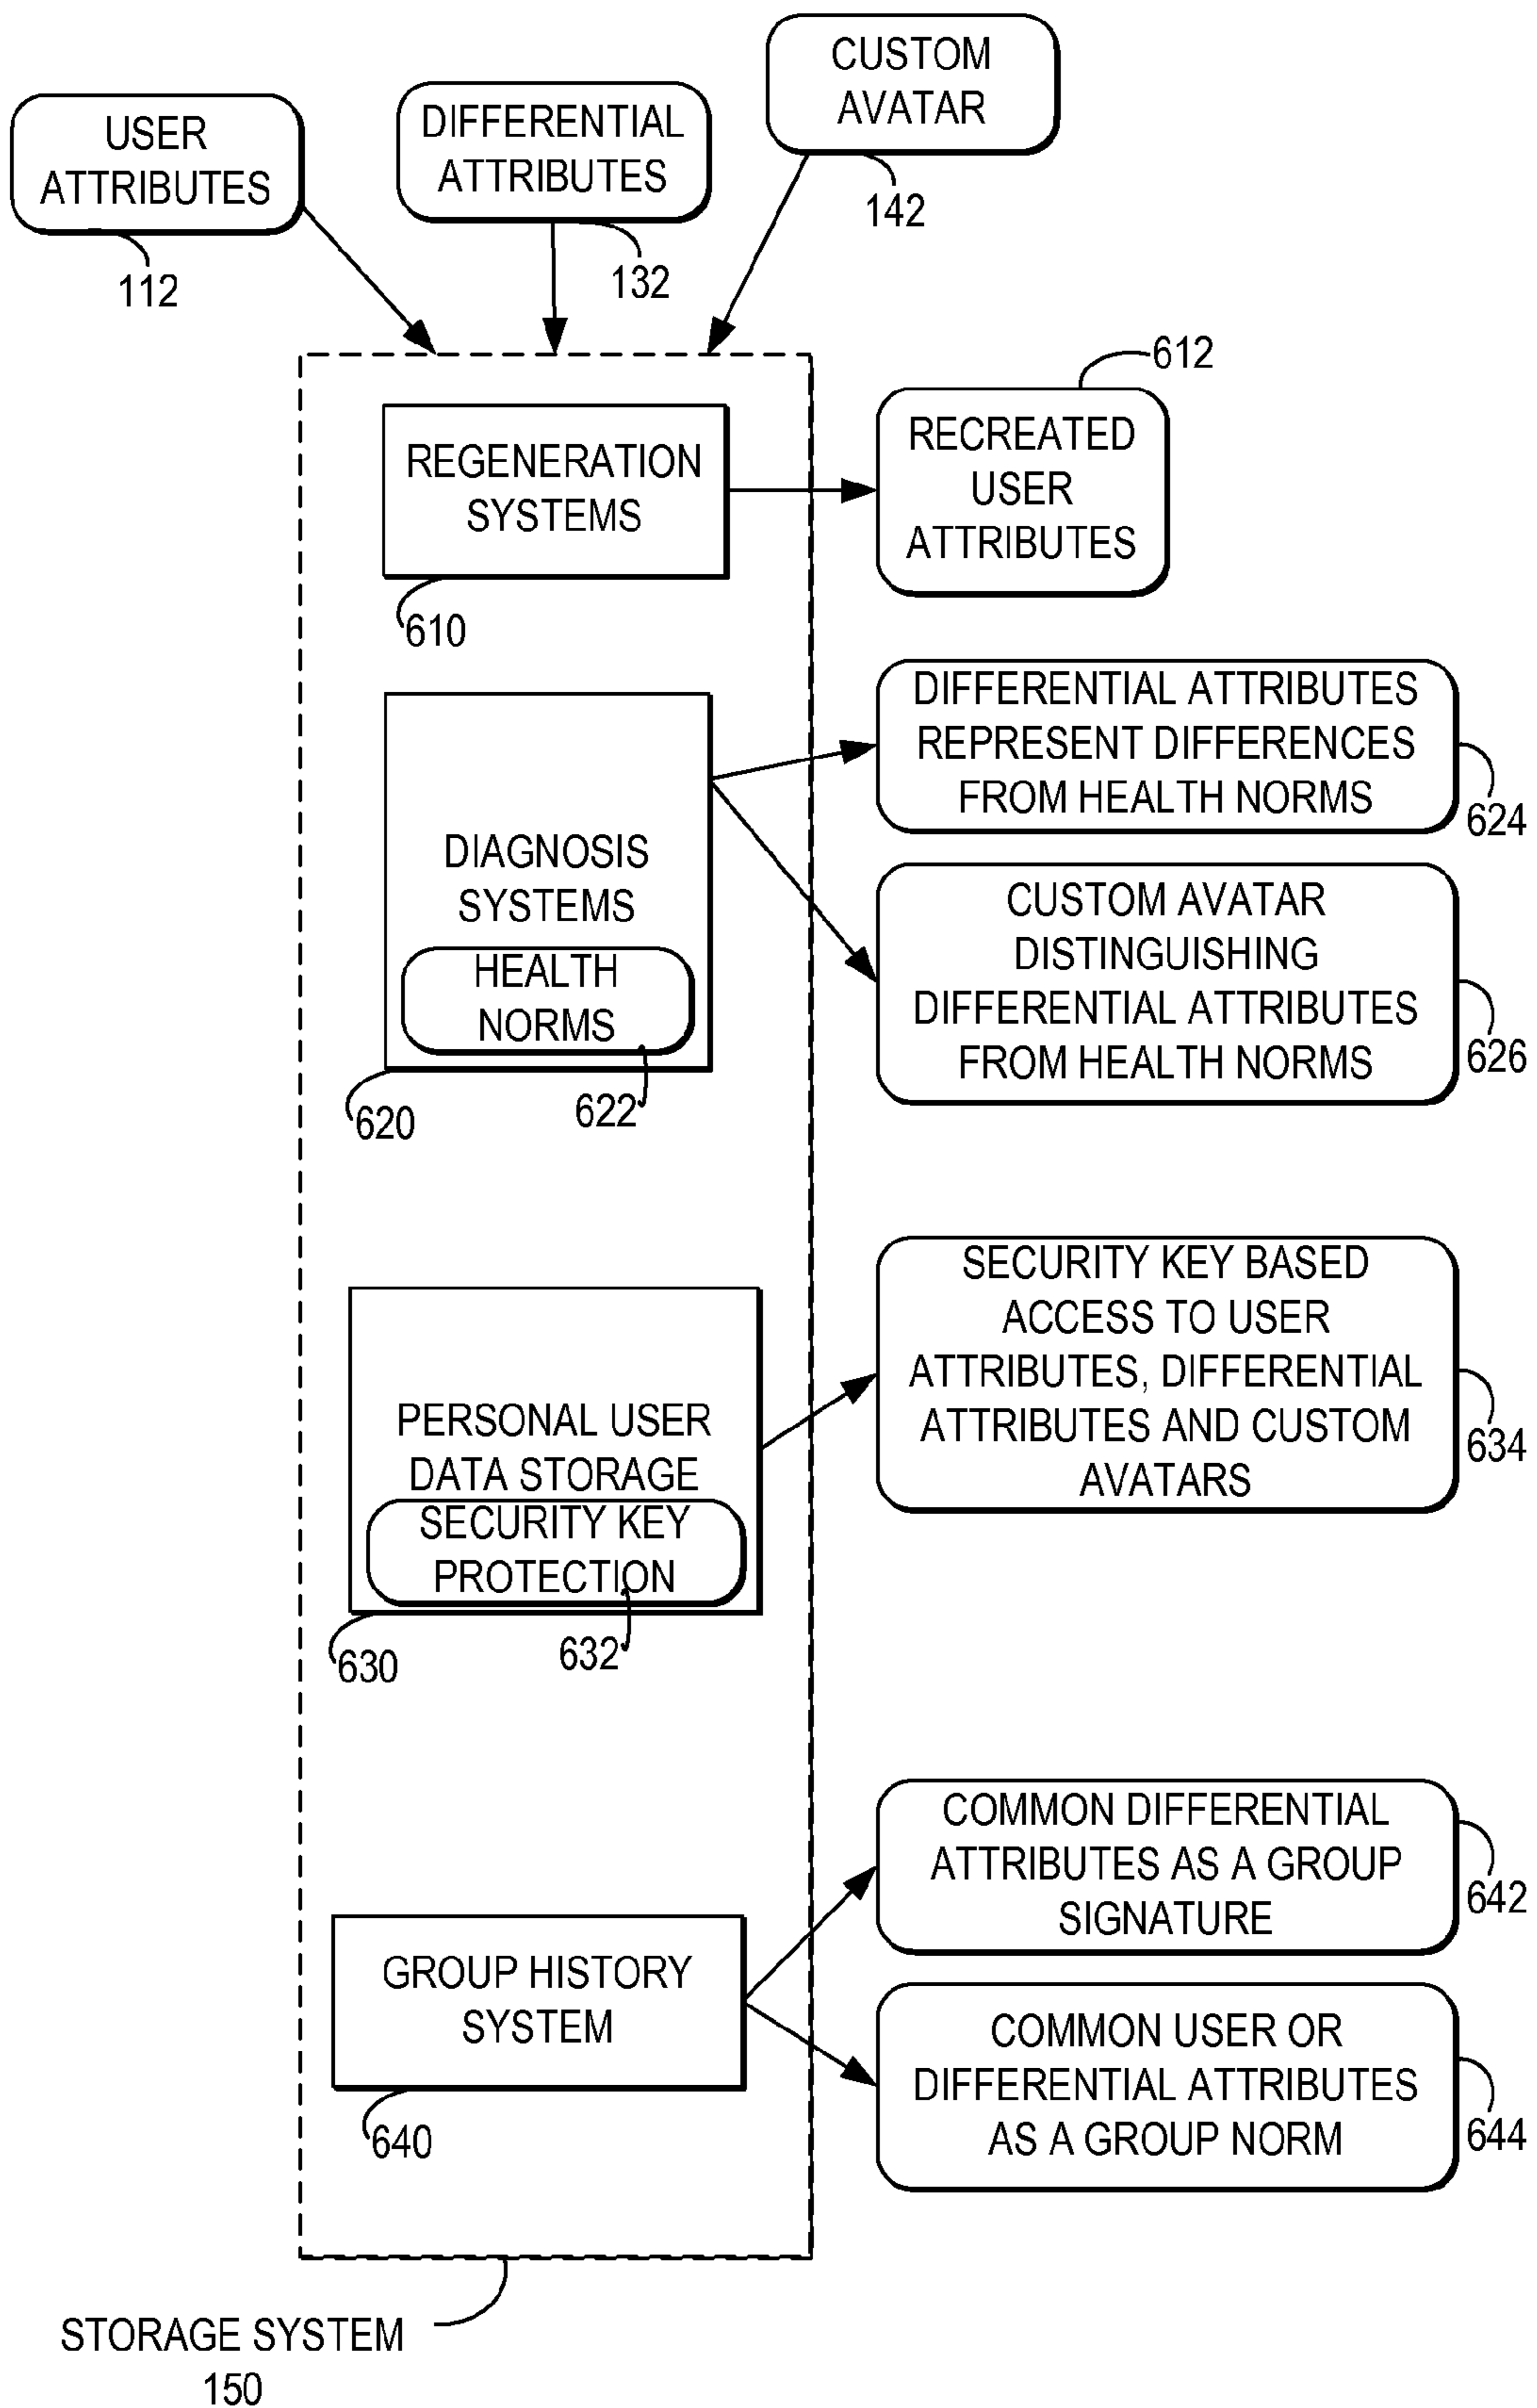 CUSTOM
AVATAR
142
DIFFERENTIAL
ATTRIBUTES
132
USER
ATTRIBUTES
112
REGENERATION
SYSTEMS
610
612
RECREATED
USER
ATTRIBUTES
DIAGNOSIS
SYSTEMS
HEALTH
NORMS
620
622
DIFFERENTIAL ATTRIBUTES
REPRESENT DIFFERENCES
FROM HEALTH NORMS
624
CUSTOM AVATAR
DISTINGUISHING
DIFFERENTIAL ATTRIBUTES
FROM HEALTH NORMS
626
PERSONAL USER
DATA STORAGE
SECURITY KEY
PROTECTION
630
632
SECURITY KEY BASED
ACCESS TO USER
ATTRIBUTES, DIFFERENTIAL
ATTRIBUTES AND CUSTOM
AVATARS
634
GROUP HISTORY
SYSTEM
640
COMMON DIFFERENTIAL
ATTRIBUTES AS A GROUP
SIGNATURE
642
COMMON USER OR
DIFFERENTIAL ATTRIBUTES
AS A GROUP NORM
644
STORAGE SYSTEM
150